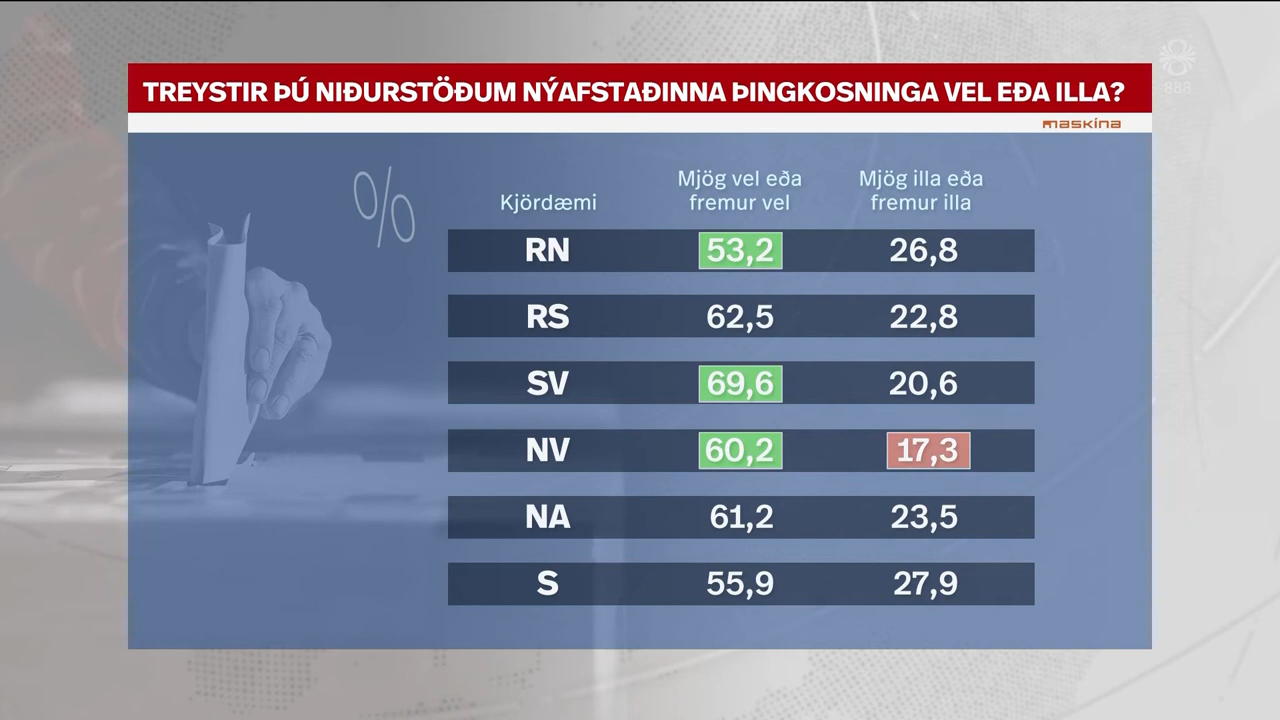 TREYSTIR ÞÚ NIÐURSTÖÐUM NÝAFSTAÐINNA ÞINGKOSNINGA VEL EÐA ILLA?
888
maskína
%
Kjördæmi Mjög vel eða fremur vel Mjög illa eða fremur illa
RN 53,2 26,8
RS 62,5 22,8
SV 69,6 20,6
NV 60,2 17,3
NA 61,2 23,5
S 55,9 27,9